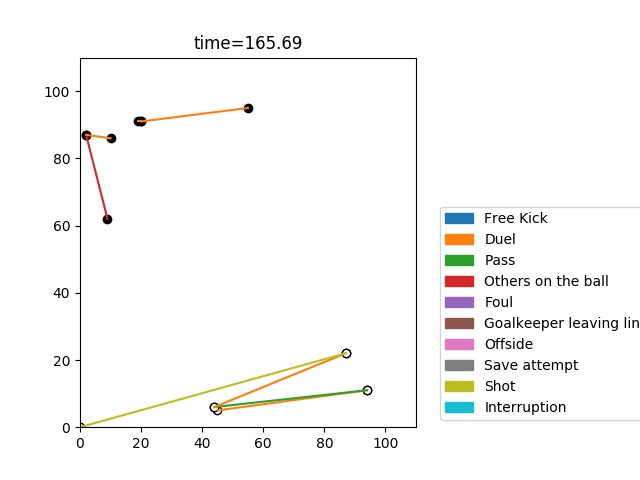 time=165.69
100
80
60
40
20
0
0 20 40 60 80 100
Free Kick
Duel
Pass
Others on the ball
Foul
Goalkeeper leaving lin
Offside
Save attempt
Shot
Interruption